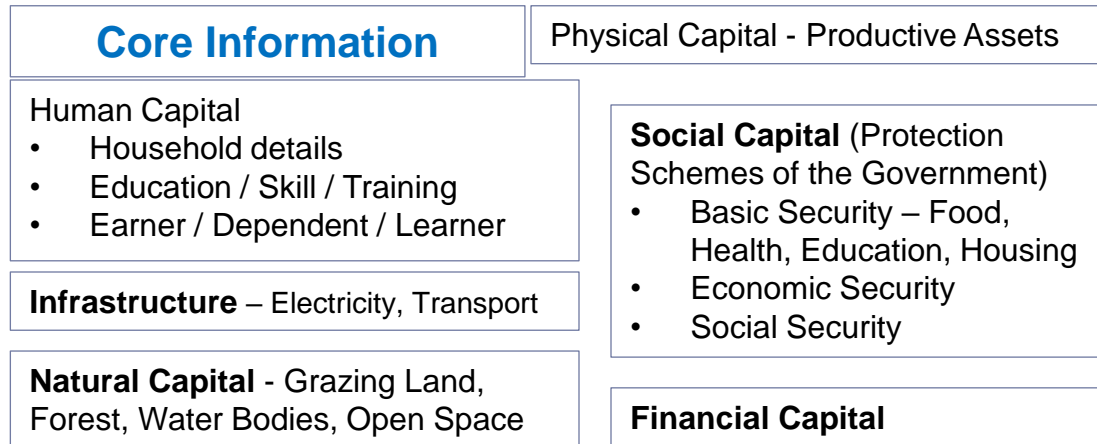 Core Information
Physical Capital - Productive Assets
Human Capital
• Household details
• Education / Skill / Training
• Earner / Dependent / Learner
Infrastructure – Electricity, Transport
Natural Capital - Grazing Land,
Forest, Water Bodies, Open Space
Social Capital (Protection
Schemes of the Government)
• Basic Security – Food,
Health, Education, Housing
• Economic Security
• Social Security
Financial Capital